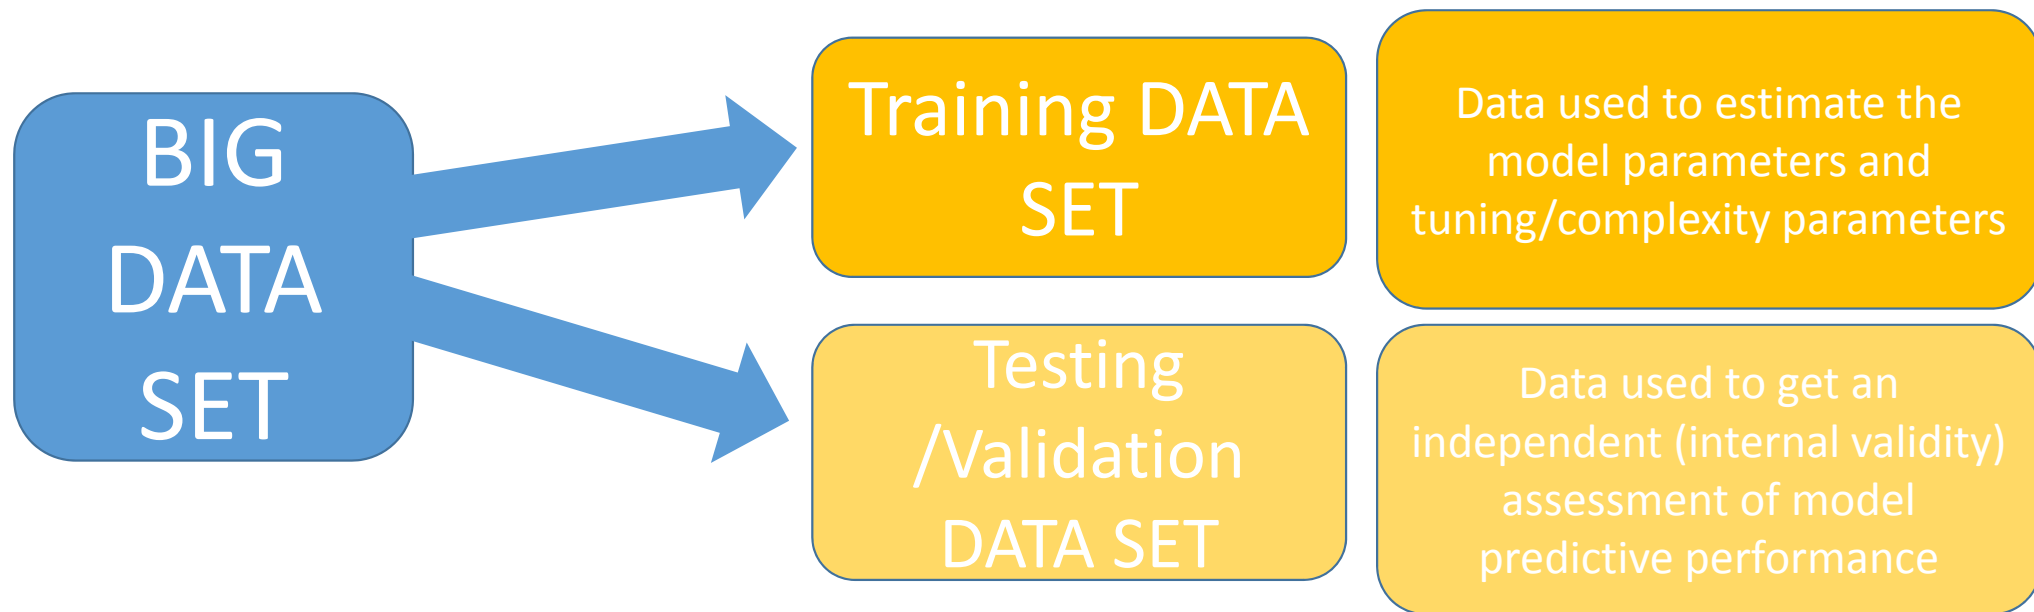 BIG
DATA
SET
Training DATA
SET
Data used to estimate the
model parameters and
tuning/complexity parameters
Testing
/Validation
DATA SET
Data used to get an
independent (internal validity)
assessment of model
predictive performance